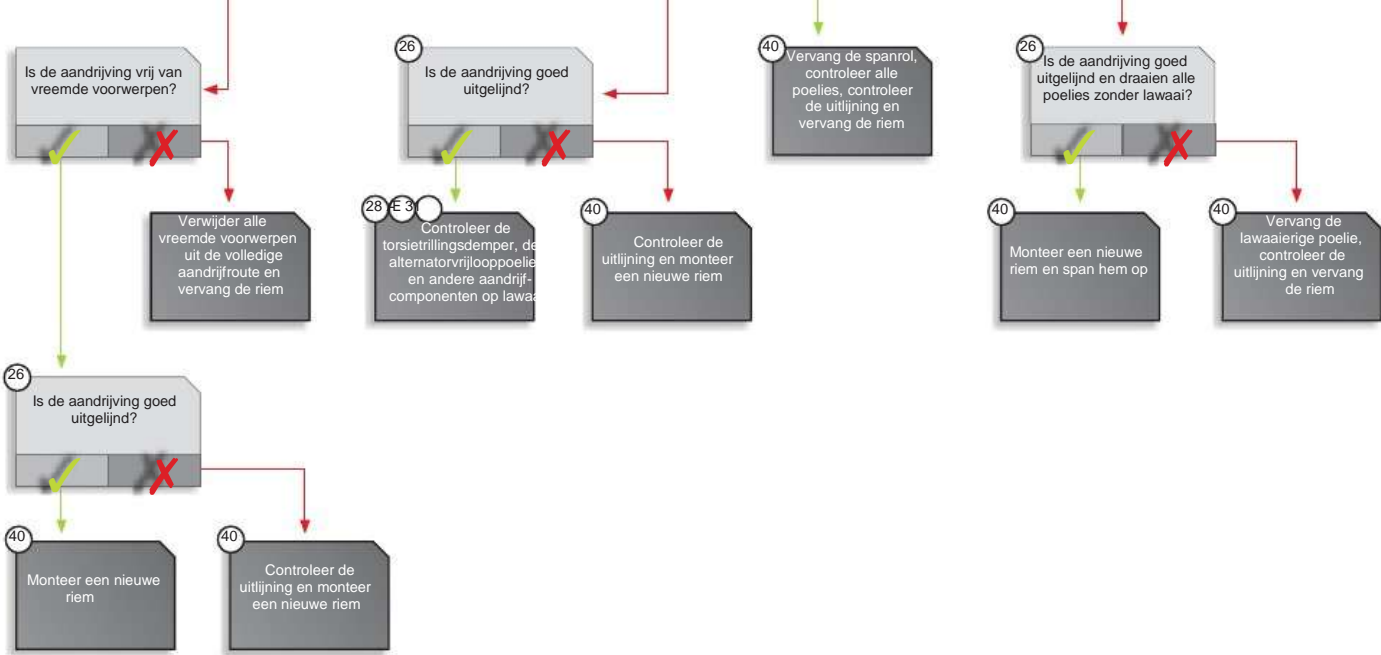 Is de aandrijving vrij van
vreemde voorwerpen?
26
Is de aandrijving goed
uitgelijnd?
40
Vervang de spanrol,
controleer alle
poelies, controleer
de uitlijning en
vervang de riem
26
Is de aandrijving goed
uitgelijnd en draaien alle
poelies zonder lawaai?
Verwijder alle
vreemde voorwerpen
uit de volledige
aandrijfroute en
vervang de riem
28 Æ 31
Controleer de
torsietrillingsdemper, de
alternatorvrijlooppoelie
en andere aandrijf-
componenten op lawaa
40
Controleer de
uitlijning en monteer
een nieuwe riem
40
Monteer een nieuwe
riem en span hem op
40
Vervang de
lawaaierige poelie,
controleer de
uitlijning en vervang
de riem
26
Is de aandrijving goed
uitgelijnd?
40
Monteer een nieuwe
riem
40
Controleer de
uitlijning en monteer
een nieuwe riem